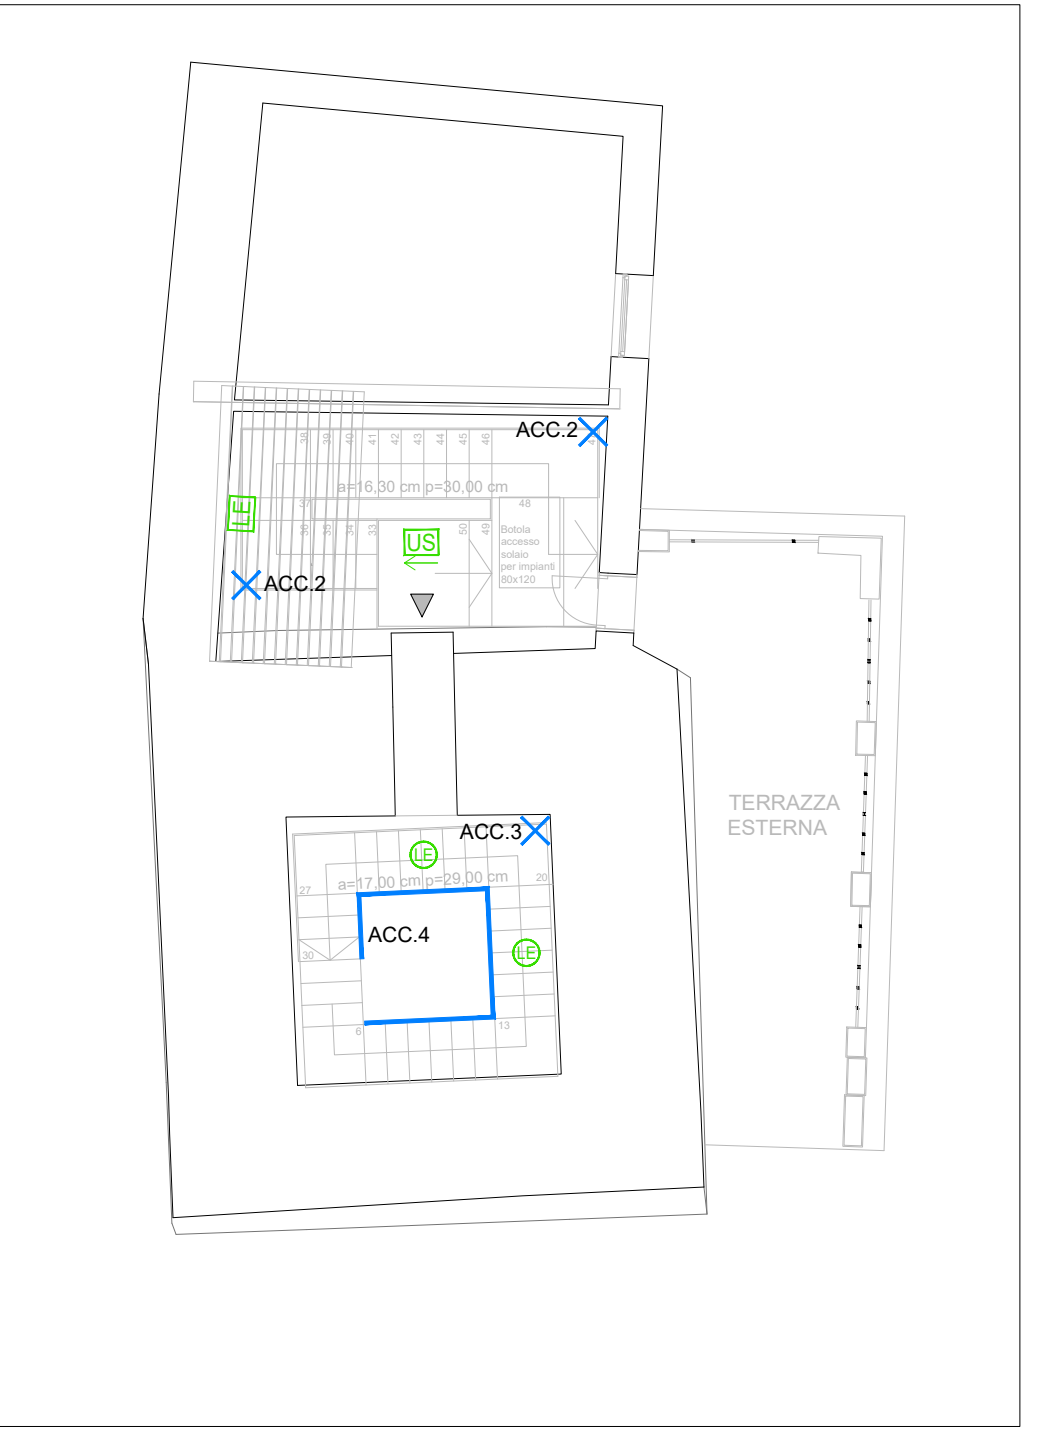 38
39
40
41
42
43
44
45
46
ACC.2
a=16,30 cm p=30,00 cm
37
48
LE
36
35
34
33
50
49
US
Botola
accesso
solaio
per impianti
80x120
ACC.2
TERRAZZA
ESTERNA
ACC.3
LE
a=17,00 cm p=29,00 cm
27
20
ACC.4
30
LE
6
13